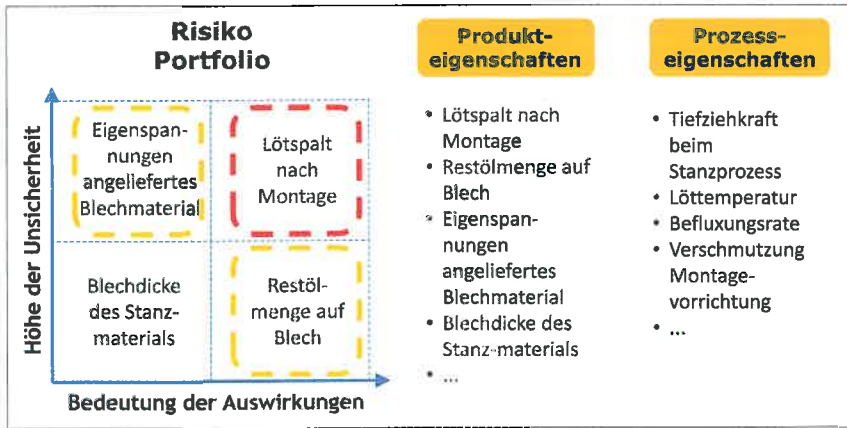 Risiko
Portfolio
Höhe der Unsicherheit
Eigenspan-
nungen
angeliefertes
Blechmaterial
Lötspalt
nach
Montage
Blechdicke
des Stanz-
materials
Restöl-
menge auf
Blech
Bedeutung der Auswirkungen
Produkt-
eigenschaften
• Lötspalt nach
Montage
• Restölmenge auf
Blech
• Eigenspan-
nungen
angeliefertes
Blechmaterial
• Blechdicke des
Stanz-materials
• ...
Prozess-
eigenschaften
• Tiefziehkraft
beim
Stanzprozess
• Löttemperatur
• Befluxungsrate
• Verschmutzung
Montage-
vorrichtung
• ...